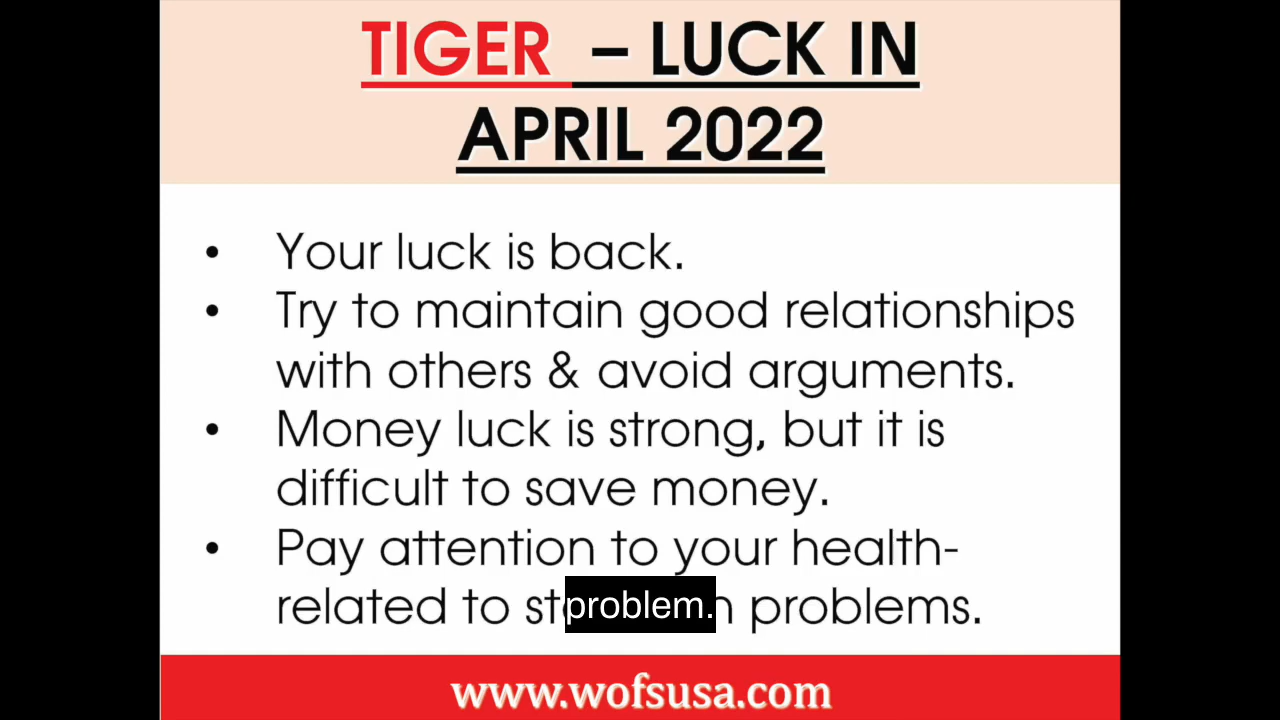 TIGER – LUCK IN
APRIL 2022
• Your luck is back.
• Try to maintain good relationships
with others & avoid arguments.
• Money luck is strong, but it is
difficult to save money.
• Pay attention to your health-
related to problems.
problem.
www.wofsusa.com